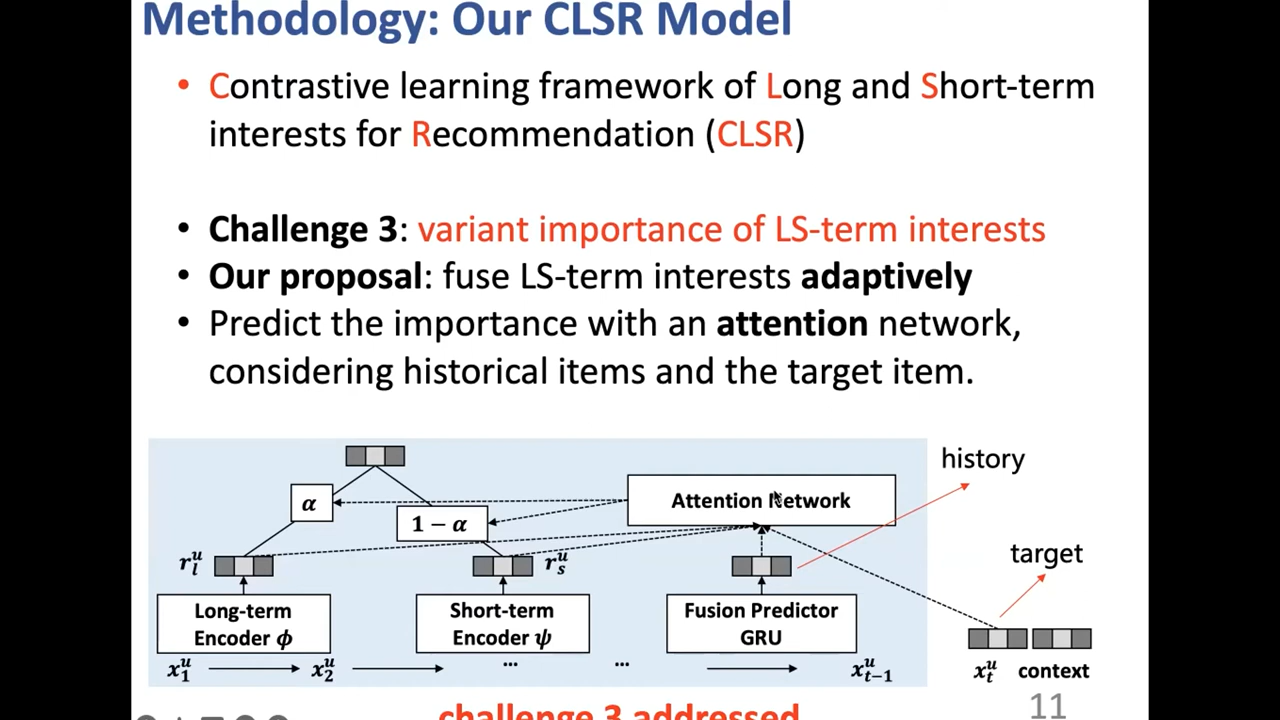 Methodology: Our CLSR Model
• Contrastive learning framework of Long and Short-term
interests for Recommendation (CLSR)
• Challenge 3: variant importance of LS-term interests
• Our proposal: fuse LS-term interests adaptively
• Predict the importance with an attention network,
considering historical items and the target item.
history
α
Attention Network
1 − α
target
r_l^u
r_s^u
Long-term
Encoder ϕ
Short-term
Encoder ψ
Fusion Predictor
GRU
x_1^u
x_2^u
...
...
x_{t-1}^u
x_t^u
context
challenge 3 addressed
11